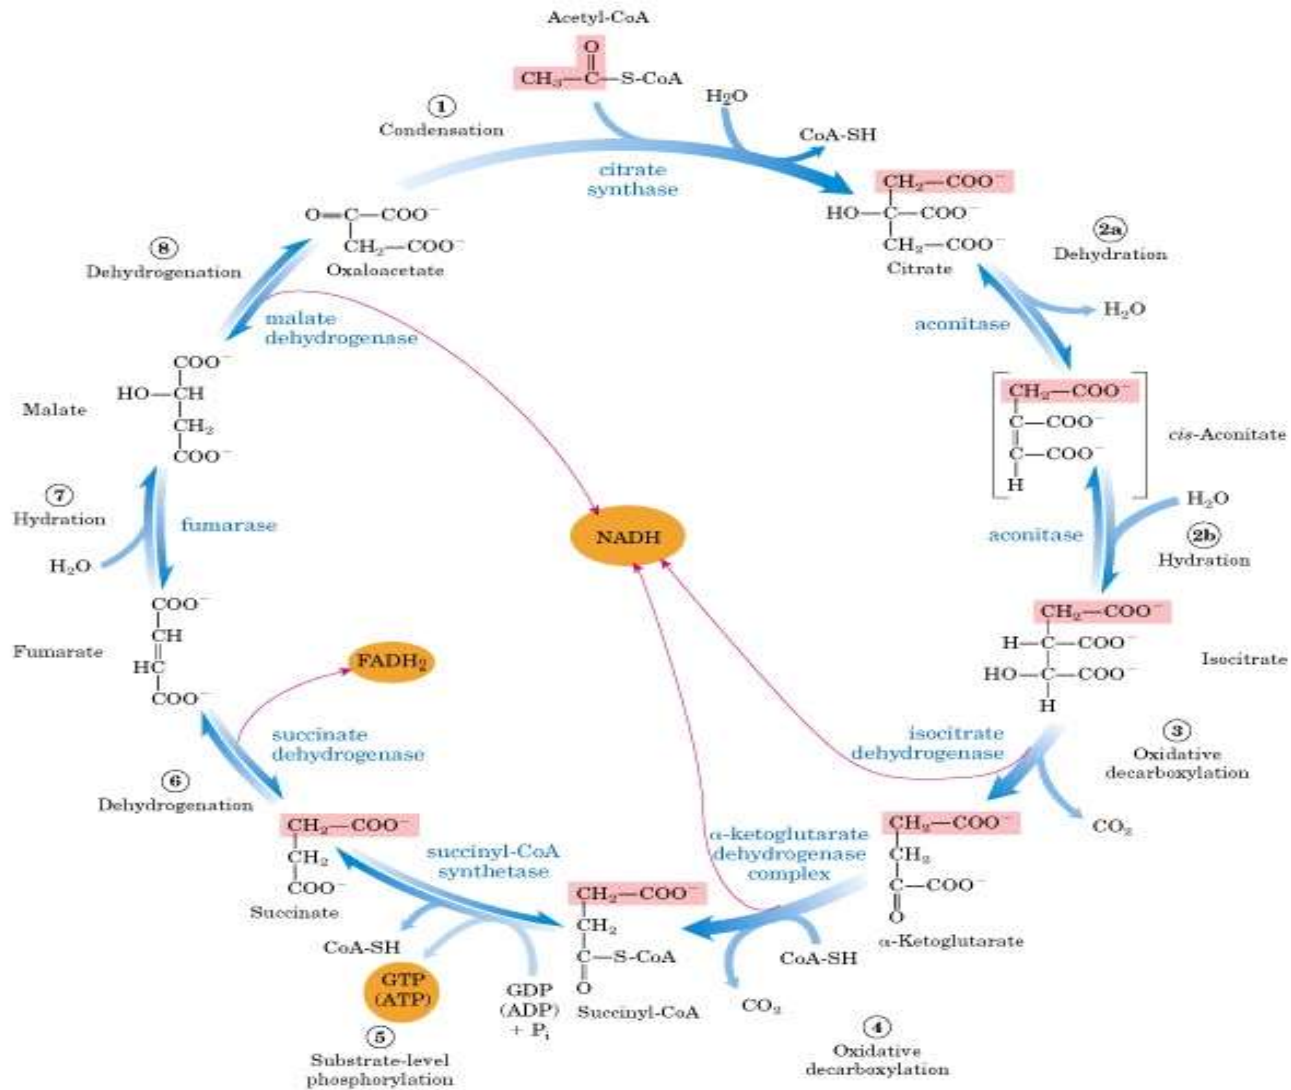 Acetyl-CoA
O
CH₃—C—S-CoA
① 
Condensation
H₂O
CoA-SH
citrate
synthase
CH₂—COO⁻
HO—C—COO⁻
CH₂—COO⁻
Citrate
2a
Dehydration
H₂O
aconitase
O=C—COO⁻
CH₂—COO⁻
Oxaloacetate
8
Dehydrogenation
malate
dehydrogenase
CH₂—COO⁻
C—COO⁻
C—COO⁻
H
cis-Aconitate
H₂O
aconitase
2b
Hydration
COO⁻
HO—CH
CH₂
COO⁻
Malate
7
Hydration
fumarase
H₂O
NADH
CH₂—COO⁻
H—C—COO⁻
HO—C—COO⁻
H
Isocitrate
COO⁻
CH
HC
COO⁻
Fumarate
FADH₂
succinate
dehydrogenase
6
Dehydrogenation
isocitrate
dehydrogenase
3
Oxidative
decarboxylation
CO₂
CH₂—COO⁻
CH₂
C—COO⁻
O
α-Ketoglutarate
α-ketoglutarate
dehydrogenase
complex
CoA-SH
CO₂
4
Oxidative
decarboxylation
CH₂—COO⁻
CH₂
C—S-CoA
O
Succinyl-CoA
succinyl-CoA
synthetase
CH₂—COO⁻
CH₂
COO⁻
Succinate
CoA-SH
GTP
(ATP)
GDP
(ADP)
+ Pᵢ
5
Substrate-level
phosphorylation